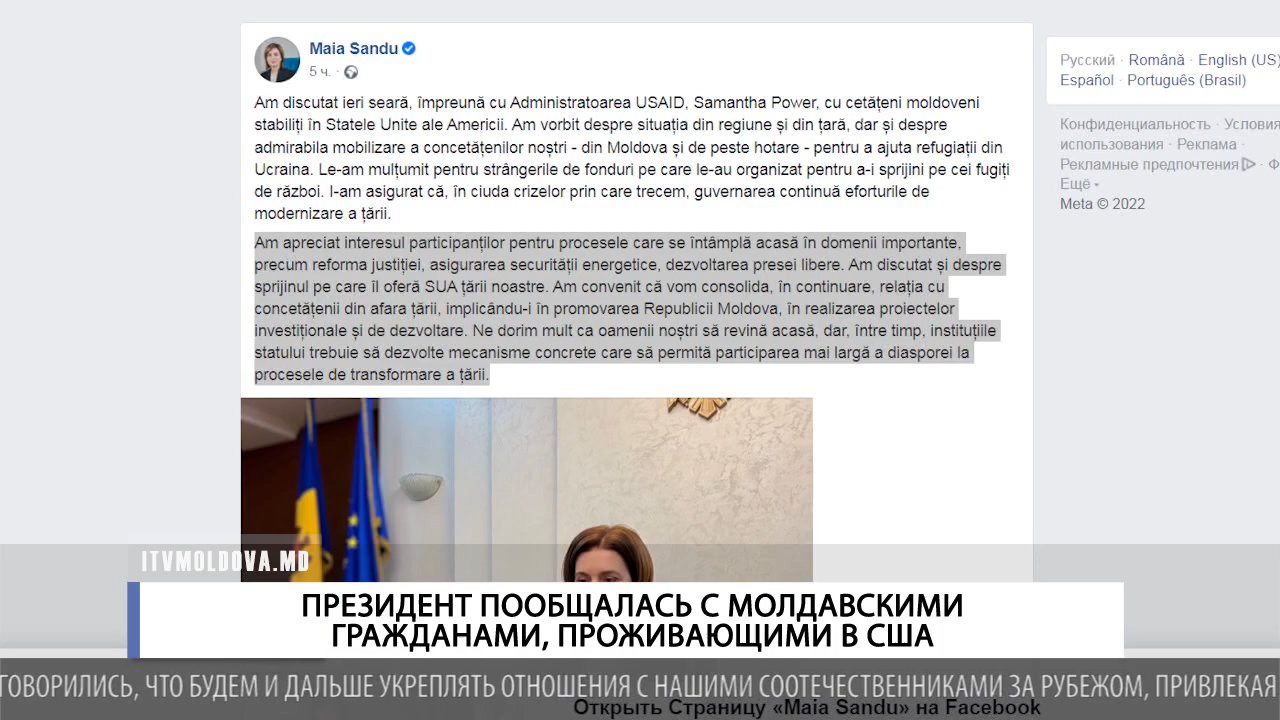 Maia Sandu
5 ч. ·
Am discutat ieri seară, împreună cu Administratoarea USAID, Samantha Power, cu cetățeni moldoveni
stabiliți în Statele Unite ale Americii. Am vorbit despre situația din regiune și din țară, dar și despre
admirabila mobilizare a concetățenilor noștri - din Moldova și de peste hotare - pentru a ajuta refugiații din
Ucraina. Le-am mulțumit pentru strângerile de fonduri pe care le-au organizat pentru a-i sprijini pe cei fugiți
de război. I-am asigurat că, în ciuda crizelor prin care trecem, guvernarea continuă eforturile de
modernizare a țării.
Am apreciat interesul participanților pentru procesele care se întâmplă acasă în domenii importante,
precum reforma justiției, asigurarea securității energetice, dezvoltarea presei libere. Am discutat și despre
sprijinul pe care îl oferă SUA țării noastre. Am convenit că vom consolida, în continuare, relația cu
concetățenii din afara țării, implicându-i în promovarea Republicii Moldova, în realizarea proiectelor
investiționale și de dezvoltare. Ne dorim mult ca oamenii noștri să revină acasă, dar, între timp, instituțiile
statului trebuie să dezvolte mecanisme concrete care să permită participarea mai largă a diasporei la
procesele de transformare a țării.
Русский · Română · English (US)
Español · Português (Brasil)
Конфиденциальность · Условия
использования · Реклама ·
Рекламные предпочтения · Ф
Ещё
Meta © 2022
ITVMOLDOVA.MD
ПРЕЗИДЕНТ ПООБЩАЛАСЬ С МОЛДАВСКИМИ
ГРАЖДАНАМИ, ПРОЖИВАЮЩИМИ В США
ГОВОРИЛИСЬ, ЧТО БУДЕМ И ДАЛЬШЕ УКРЕПЛЯТЬ ОТНОШЕНИЯ С НАШИМИ СООТЕЧЕСТВЕННИКАМИ ЗА РУБЕЖОМ, ПРИВЛЕКАЯ
Открыть Страницу «Maia Sandu» на Facebook